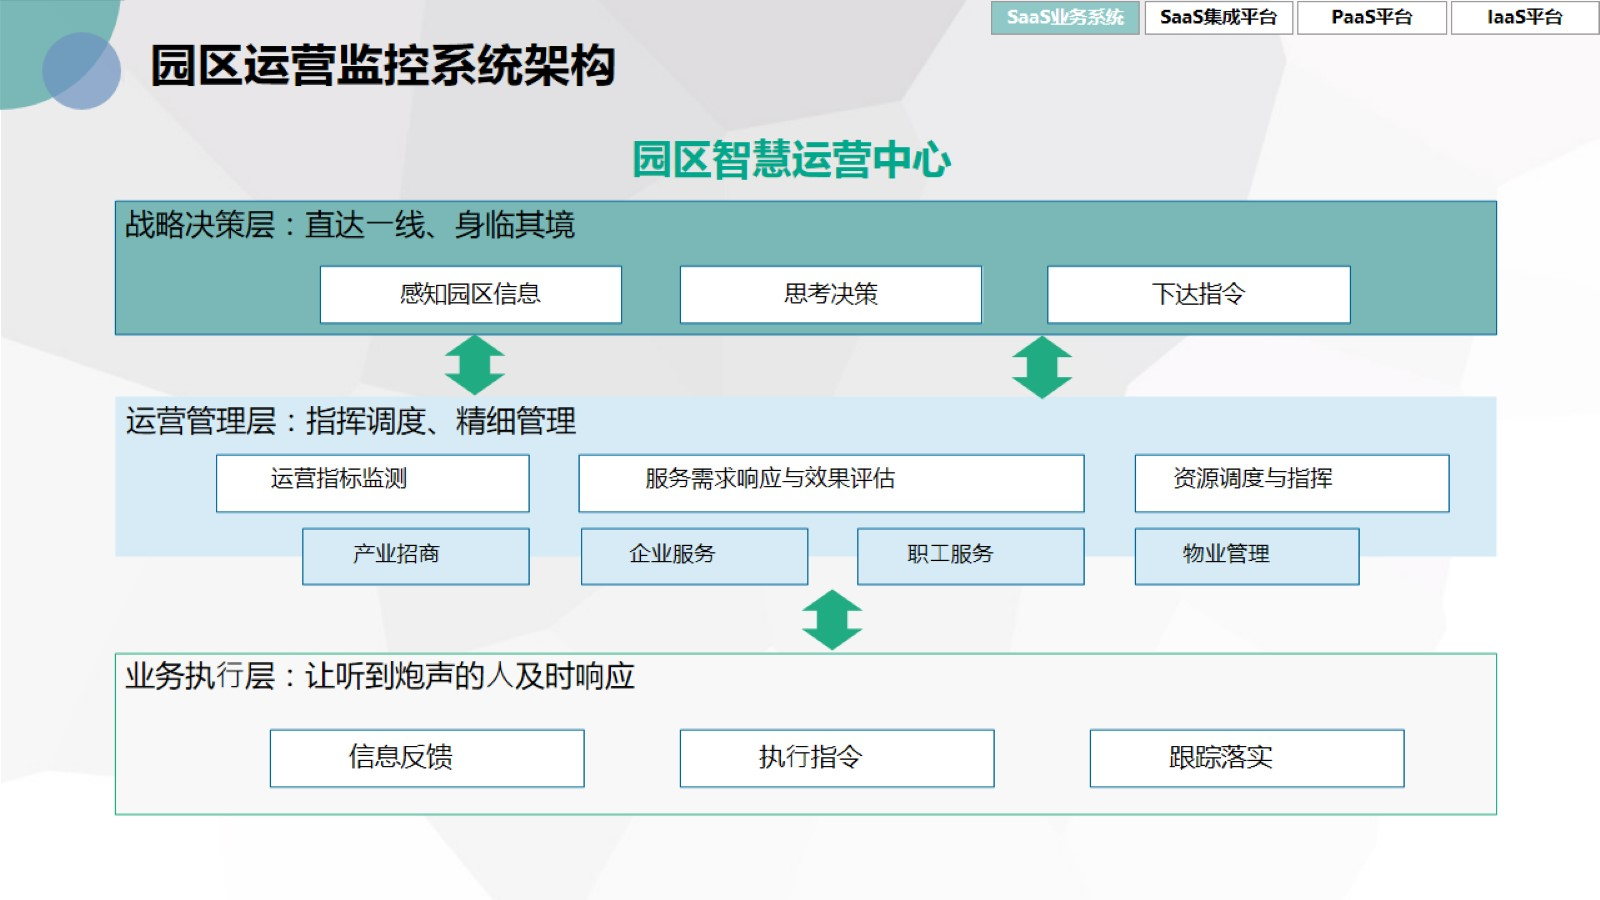 SaaS业务系统
SaaS集成平台
PaaS平台
IaaS平台
园区运营监控系统架构
园区智慧运营中心
战略决策层：直达一线、身临其境
感知园区信息
思考决策
下达指令
运营管理层：指挥调度、精细管理
运营指标监测
服务需求响应与效果评估
资源调度与指挥
产业招商
企业服务
职工服务
物业管理
业务执行层：让听到炮声的人及时响应
信息反馈
执行指令
跟踪落实